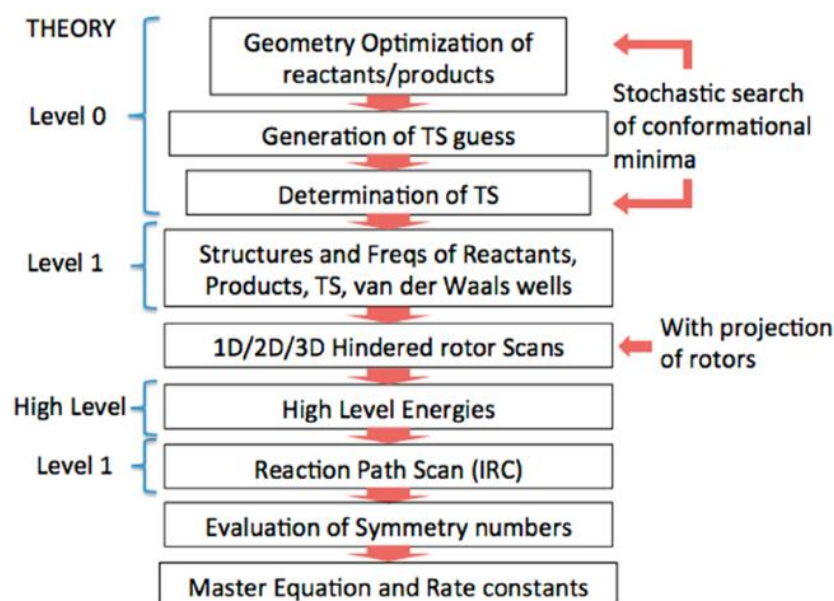 THEORY
Geometry Optimization of
reactants/products
Level 0
Stochastic search
of conformational
minima
Generation of TS guess
Determination of TS
Level 1
Structures and Freqs of Reactants,
Products, TS, van der Waals wells
1D/2D/3D Hindered rotor Scans
With projection
of rotors
High Level
High Level Energies
Level 1
Reaction Path Scan (IRC)
Evaluation of Symmetry numbers
Master Equation and Rate constants